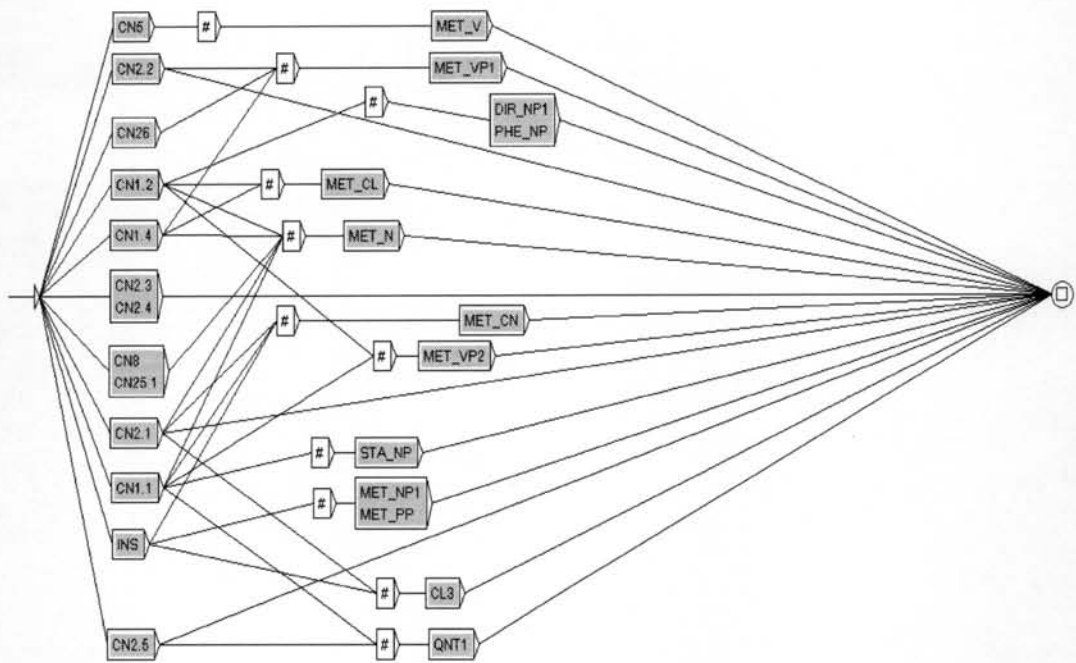 CN5 # MET_V
CN2.2 # MET_VP1
# DIR_NP1
PHE_NP
CN26
CN1.2 # MET_CL
CN1.4 # MET_N
CN2.3
CN2.4
# MET_CN
CN8
CN25.1
# MET_VP2
CN2.1
# STA_NP
CN1.1
# MET_NP1
MET_PP
INS
# CL3
CN2.5 # QNT1